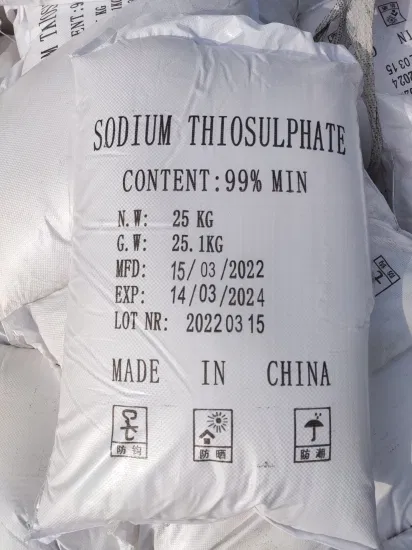 SODIUM THIOSULPHATE
CONTENT:99% MIN
N.W: 25 KG
G.W: 25.1KG
MFD: 15/03/2022
EXP: 14/03/2024
LOT NR: 20220315
MADE IN CHINA
防钩 防晒 防潮